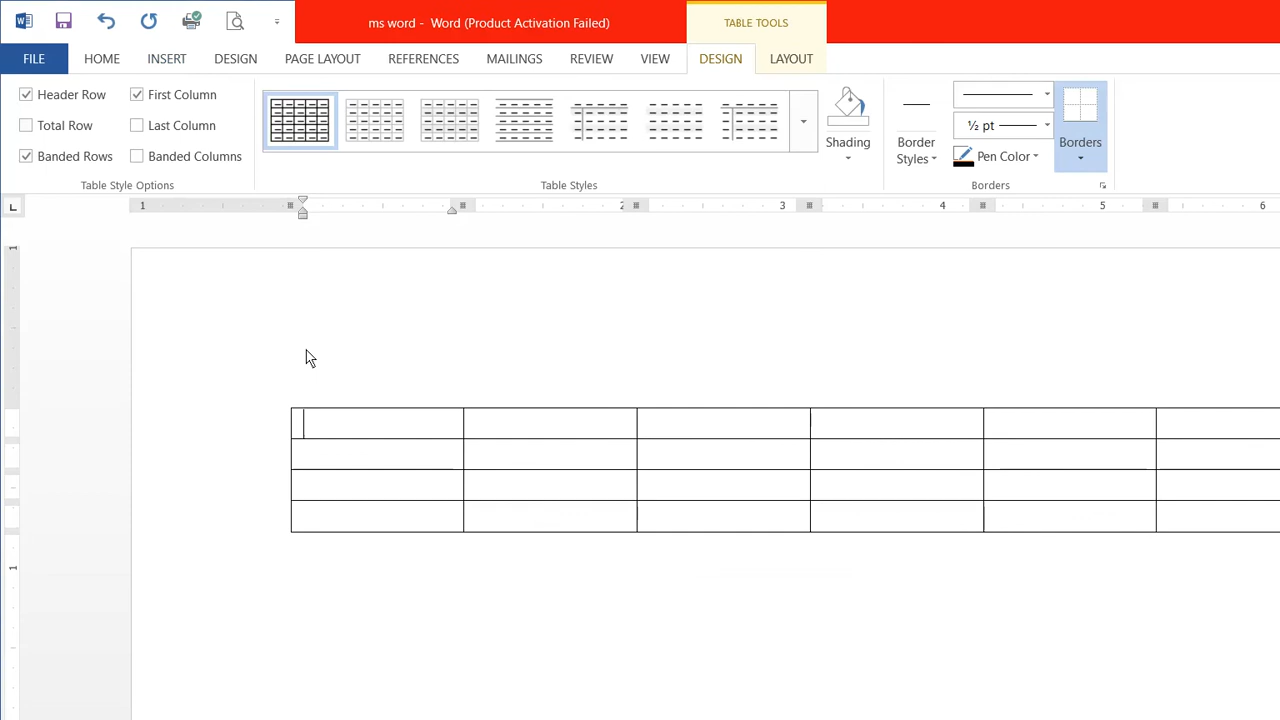 ms word - Word (Product Activation Failed)
TABLE TOOLS
FILE HOME INSERT DESIGN PAGE LAYOUT REFERENCES MAILINGS REVIEW VIEW DESIGN LAYOUT
Header Row First Column
Total Row Last Column
Banded Rows Banded Columns
Table Style Options
Table Styles
Shading
Border
Styles
½ pt
Pen Color
Borders
Borders
L
1 2 3 4 5 6
1
1